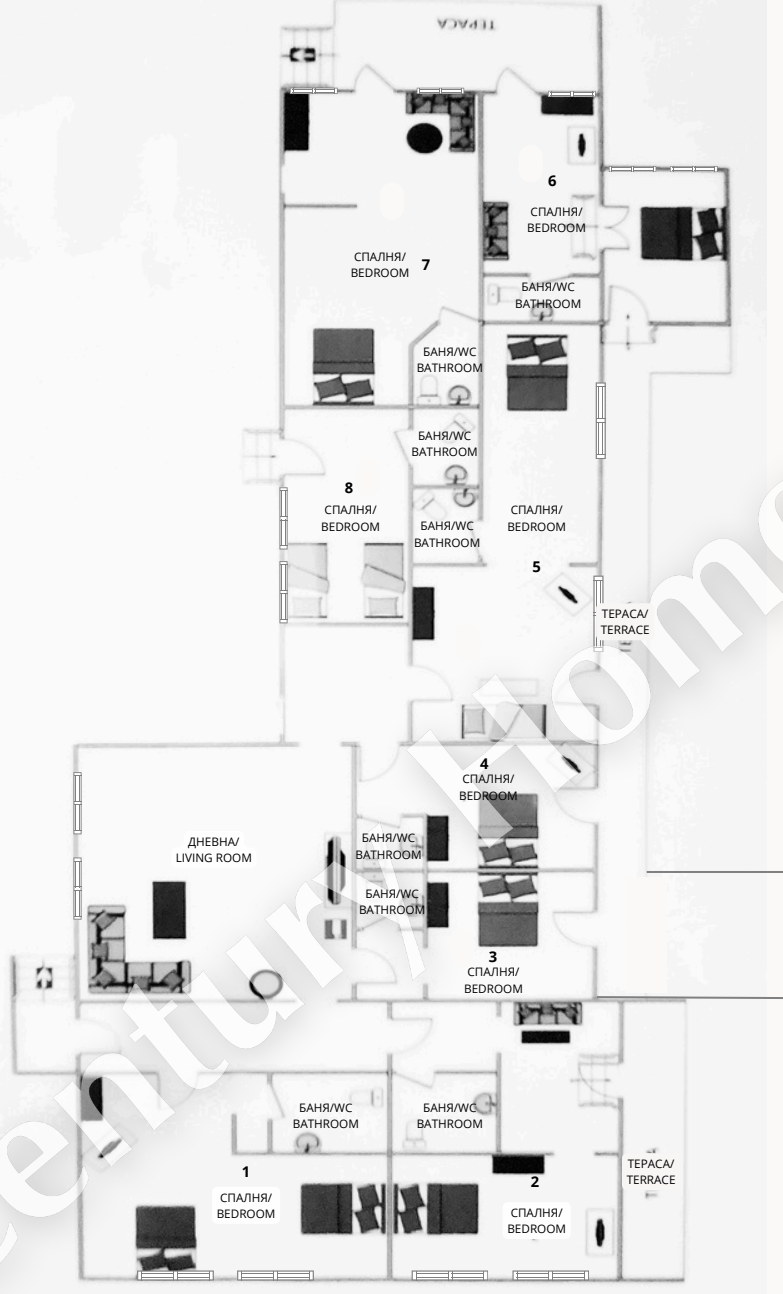 ТЕРАСА
6
СПАЛНЯ/
BEDROOM
СПАЛНЯ/
BEDROOM
7
БАНЯ/WC
BATHROOM
БАНЯ/WC
BATHROOM
БАНЯ/WC
BATHROOM
8
СПАЛНЯ/
BEDROOM
СПАЛНЯ/
BEDROOM
БАНЯ/WC
BATHROOM
5
ТЕРАСА/
TERRACE
4
СПАЛНЯ/
BEDROOM
ДНЕВНА/
LIVING ROOM
БАНЯ/WC
BATHROOM
БАНЯ/WC
BATHROOM
3
СПАЛНЯ/
BEDROOM
БАНЯ/WC
BATHROOM
БАНЯ/WC
BATHROOM
1
СПАЛНЯ/
BEDROOM
2
СПАЛНЯ/
BEDROOM
ТЕРАСА/
TERRACE
entury Home